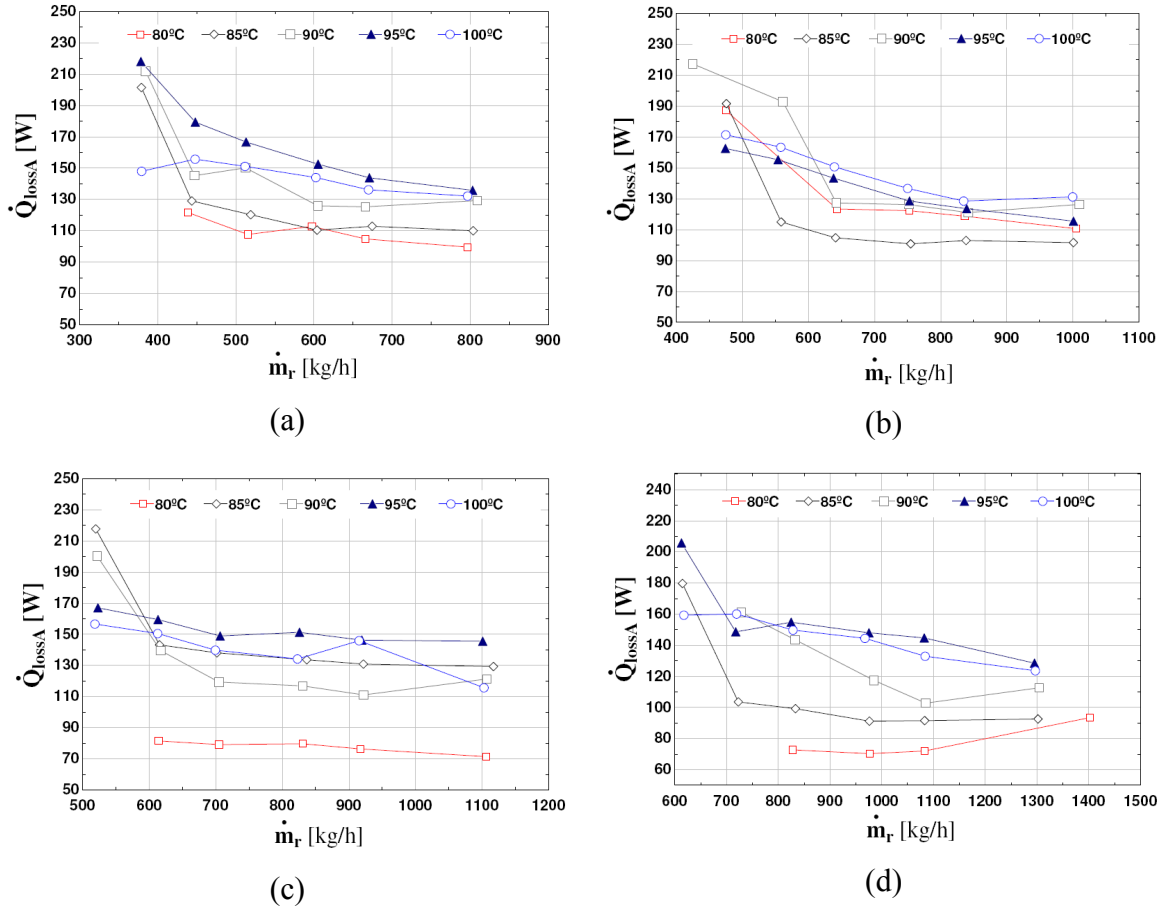 250
230
210
190
170
150
130
110
90
70
50
80ºC 85ºC 90ºC 95ºC 100ºC
Q̇lossA [W]
300 400 500 600 700 800 900
ṁr [kg/h]
(a)
250
230
210
190
170
150
130
110
90
70
50
80ºC 85ºC 90ºC 95ºC 100ºC
Q̇lossA [W]
400 500 600 700 800 900 1000 1100
ṁr [kg/h]
(b)
250
230
210
190
170
150
130
110
90
70
50
80ºC 85ºC 90ºC 95ºC 100ºC
Q̇lossA [W]
500 600 700 800 900 1000 1100 1200
ṁr [kg/h]
(c)
240
220
200
180
160
140
120
100
80
60
80ºC 85ºC 90ºC 95ºC 100ºC
Q̇lossA [W]
600 700 800 900 1000 1100 1200 1300 1400 1500
ṁr [kg/h]
(d)